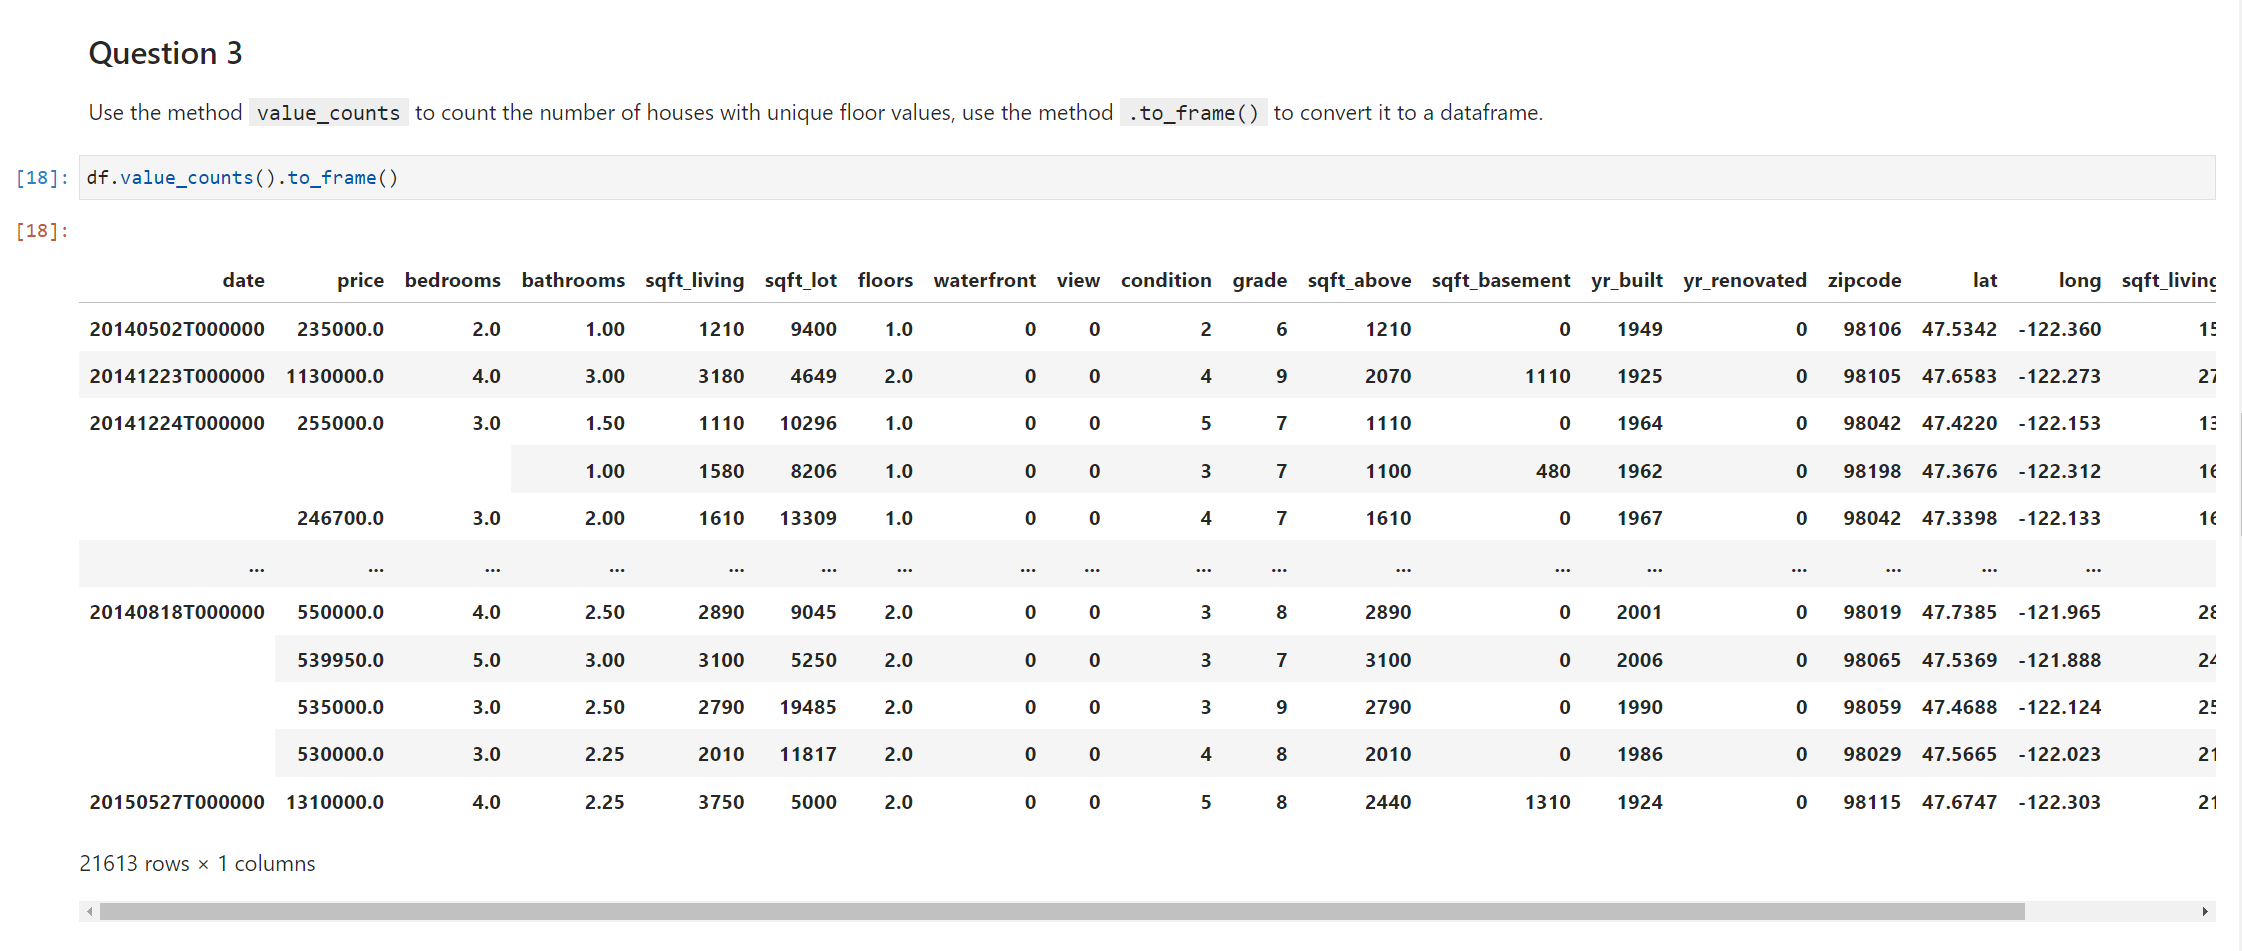 Question 3
Use the method value_counts to count the number of houses with unique floor values, use the method .to_frame() to convert it to a dataframe.
[18]: df.value_counts().to_frame()
[18]:
date price bedrooms bathrooms sqft_living sqft_lot floors waterfront view condition grade sqft_above sqft_basement yr_built yr_renovated zipcode lat long sqft_living
20140502T000000 235000.0 2.0 1.00 1210 9400 1.0 0 0 2 6 1210 0 1949 0 98106 47.5342 -122.360 15
20141223T000000 1130000.0 4.0 3.00 3180 4649 2.0 0 0 4 9 2070 1110 1925 0 98105 47.6583 -122.273 27
20141224T000000 255000.0 3.0 1.50 1110 10296 1.0 0 0 5 7 1110 0 1964 0 98042 47.4220 -122.153 13
1.00 1580 8206 1.0 0 0 3 7 1100 480 1962 0 98198 47.3676 -122.312 16
246700.0 3.0 2.00 1610 13309 1.0 0 0 4 7 1610 0 1967 0 98042 47.3398 -122.133 16
... ... ... ... ... ... ... ... ... ... ... ... ... ... ... ... ... ...
20140818T000000 550000.0 4.0 2.50 2890 9045 2.0 0 0 3 8 2890 0 2001 0 98019 47.7385 -121.965 28
539950.0 5.0 3.00 3100 5250 2.0 0 0 3 7 3100 0 2006 0 98065 47.5369 -121.888 24
535000.0 3.0 2.50 2790 19485 2.0 0 0 3 9 2790 0 1990 0 98059 47.4688 -122.124 25
530000.0 3.0 2.25 2010 11817 2.0 0 0 4 8 2010 0 1986 0 98029 47.5665 -122.023 21
20150527T000000 1310000.0 4.0 2.25 3750 5000 2.0 0 0 5 8 2440 1310 1924 0 98115 47.6747 -122.303 21
21613 rows × 1 columns